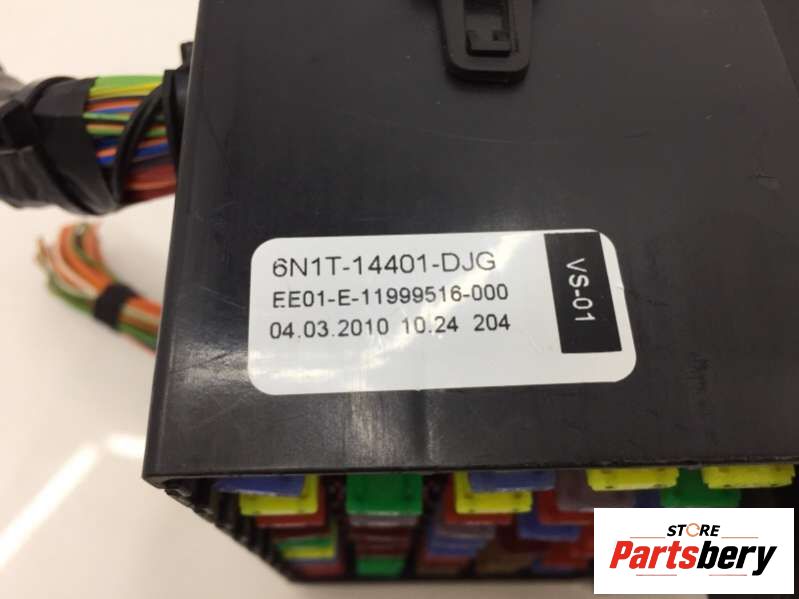 6N1T-14401-DJG
EE01-E-11999516-000
04.03.2010 10.24 204
VS-01
STORE
Partsbery